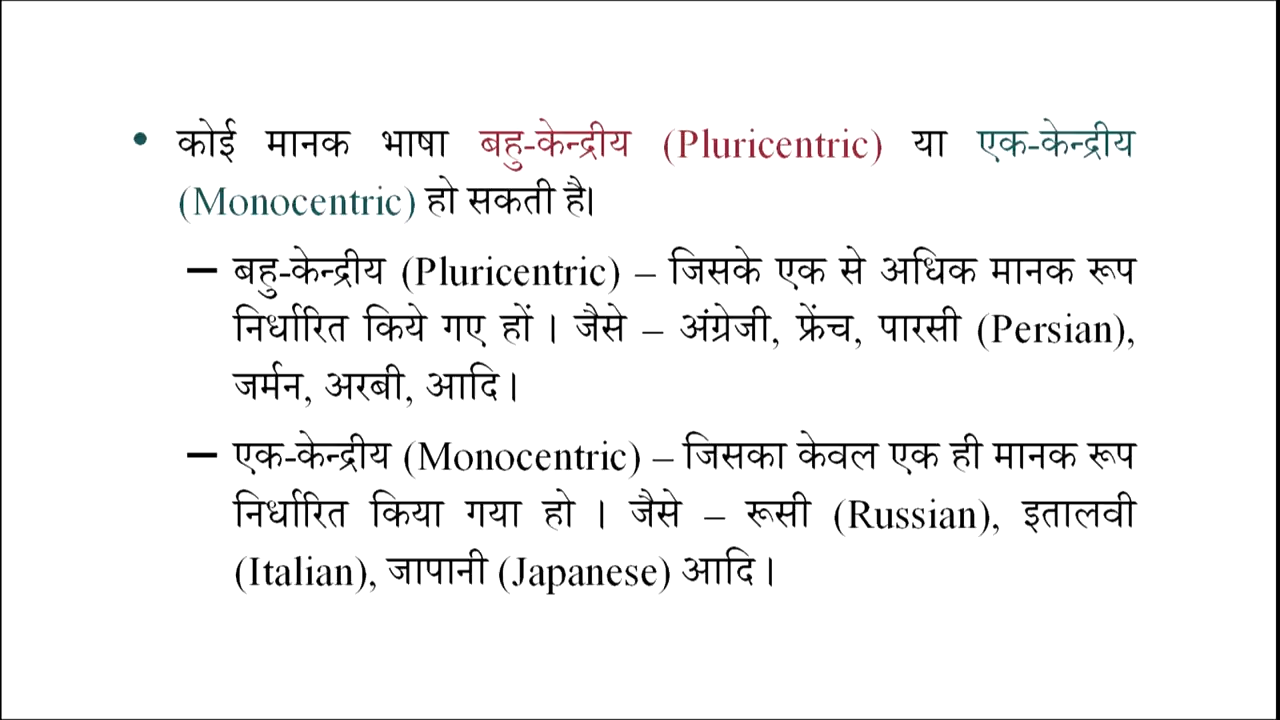 • कोई मानक भाषा बहु-केन्द्रीय (Pluricentric) या एक-केन्द्रीय
(Monocentric) हो सकती है।
– बहु-केन्द्रीय (Pluricentric) – जिसके एक से अधिक मानक रूप
निर्धारित किये गए हों । जैसे – अंग्रेजी, फ्रेंच, पारसी (Persian),
जर्मन, अरबी, आदि ।
– एक-केन्द्रीय (Monocentric) – जिसका केवल एक ही मानक रूप
निर्धारित किया गया हो । जैसे – रूसी (Russian), इतालवी
(Italian), जापानी (Japanese) आदि ।